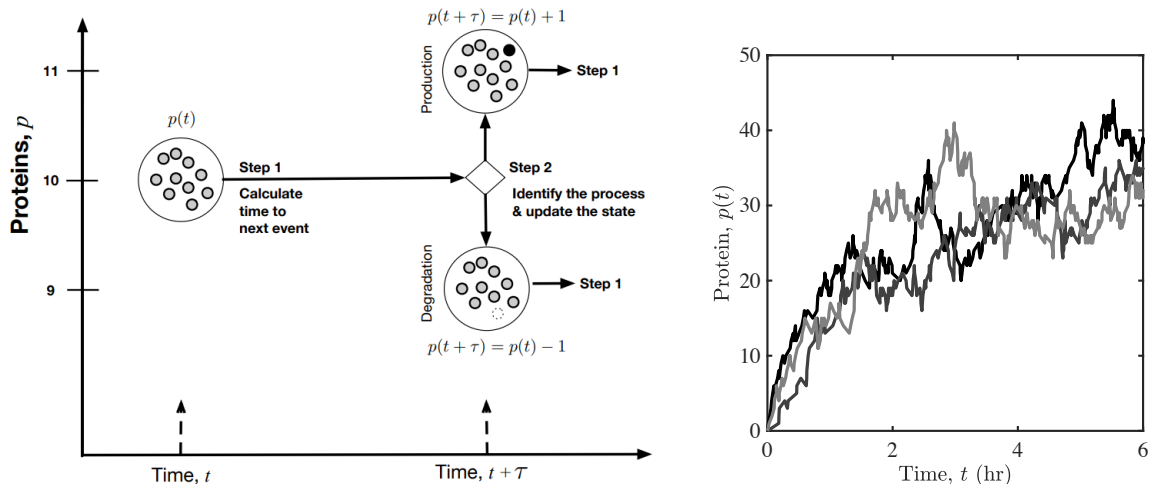 p(t + τ) = p(t) + 1
11
Production
Step 1
p(t)
Proteins, p
10
Step 1
Calculate
time to
next event
Step 2
Identify the process
& update the state
9
Degradation
Step 1
p(t + τ) = p(t) − 1
Time, t
Time, t + τ
50
40
30
20
10
0
Protein, p(t)
0
2
4
6
Time, t (hr)